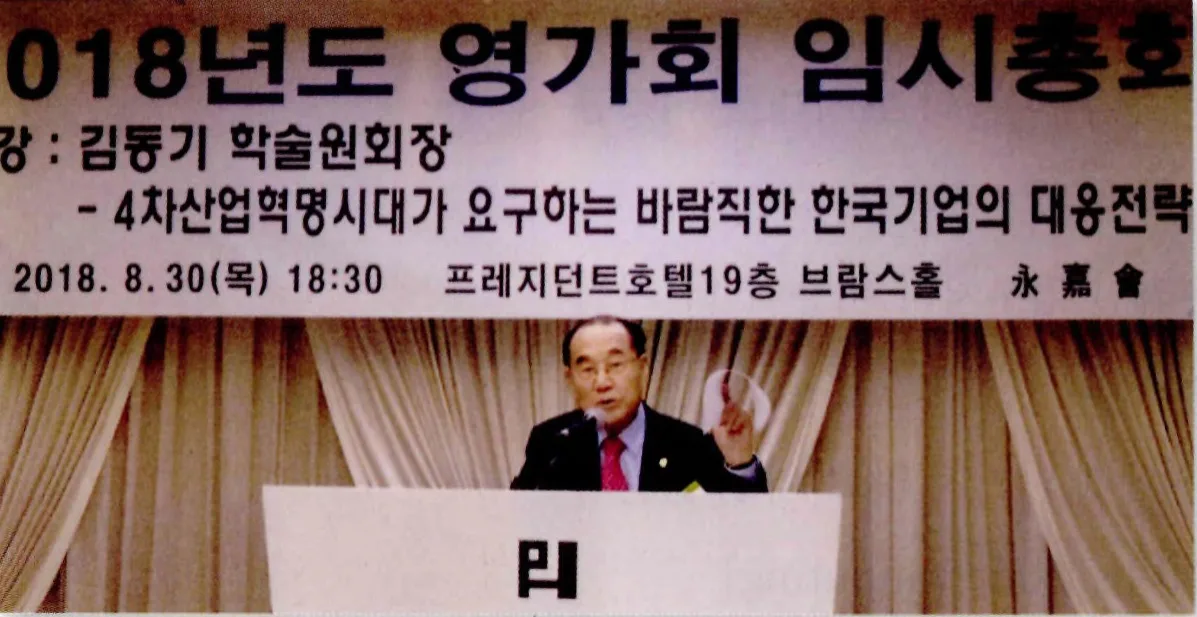 018년도 영가회 임시총회
강 : 김동기 학술원회장
- 4차산업혁명시대가 요구하는 바람직한 한국기업의 대응전략
2018. 8. 30(목) 18:30 프레지던트호텔19층 브람스홀 永嘉會